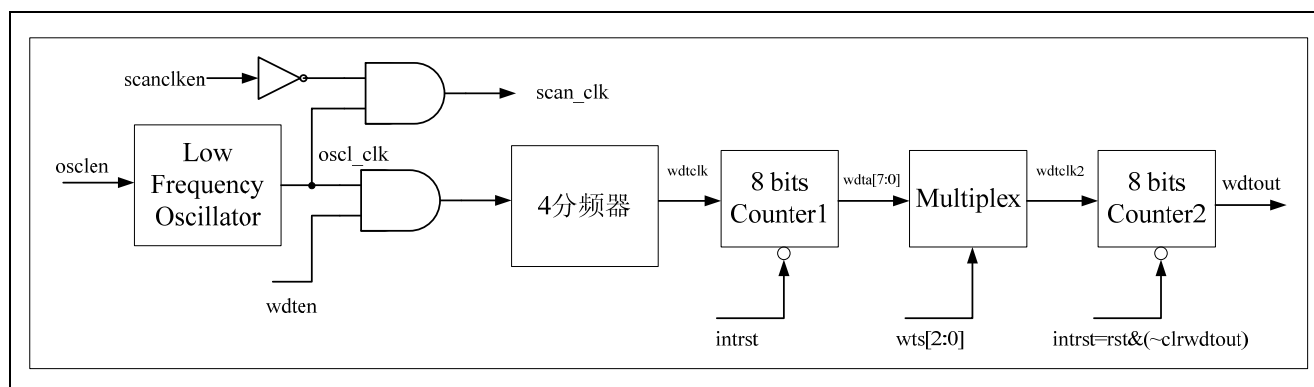 scanclken
scan_clk
osclen
Low
Frequency
Oscillator
oscl_clk
wdten
4分频器
wdtclk
8 bits
Counter1
wdta[7:0]
Multiplex
wdtclk2
8 bits
Counter2
wdtout
intrst
wts[2:0]
intrst=rst&(~clrwdtout)